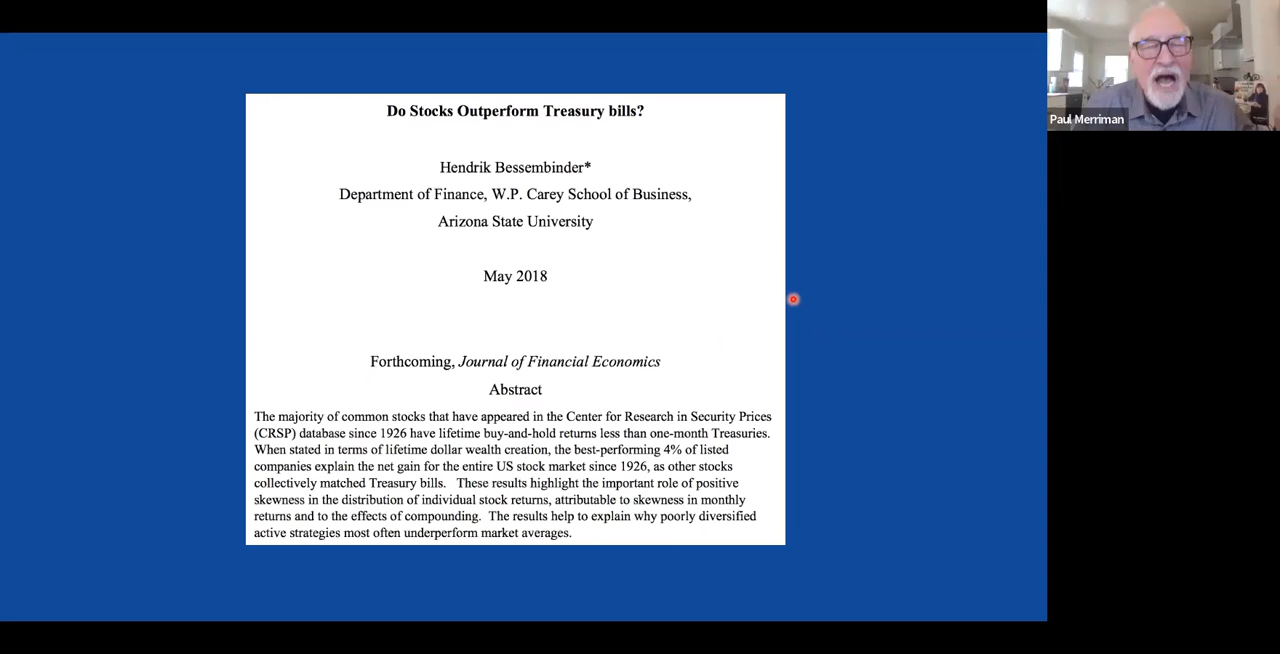 Do Stocks Outperform Treasury bills?
Hendrik Bessembinder*
Department of Finance, W.P. Carey School of Business,
Arizona State University
May 2018
Forthcoming, Journal of Financial Economics
Abstract
The majority of common stocks that have appeared in the Center for Research in Security Prices
(CRSP) database since 1926 have lifetime buy-and-hold returns less than one-month Treasuries.
When stated in terms of lifetime dollar wealth creation, the best-performing 4% of listed
companies explain the net gain for the entire US stock market since 1926, as other stocks
collectively matched Treasury bills. These results highlight the important role of positive
skewness in the distribution of individual stock returns, attributable to skewness in monthly
returns and to the effects of compounding. The results help to explain why poorly diversified
active strategies most often underperform market averages.
Paul Merriman